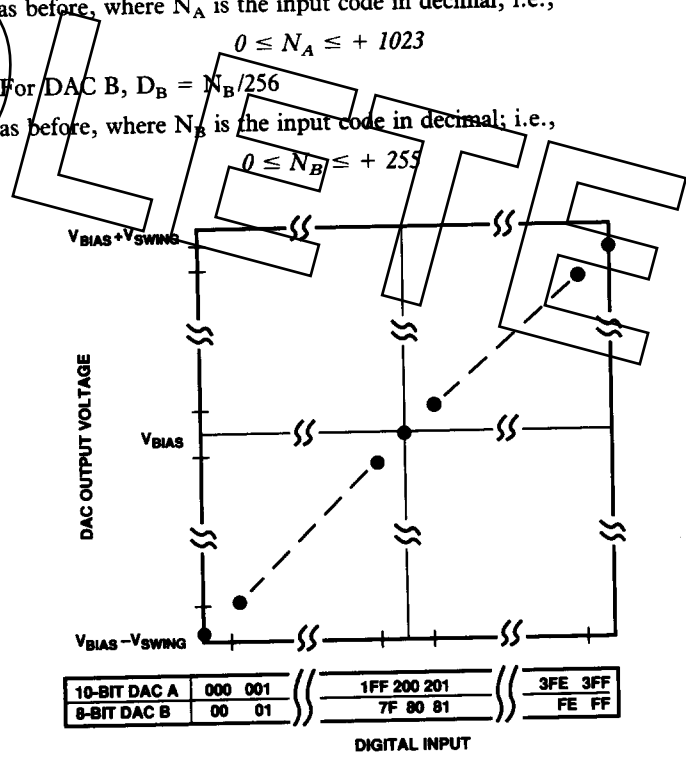 as before, where N_A is the input code in decimal; i.e.,
0 ≤ N_A ≤ + 1023
For DAC B, D_B = N_B/256
as before, where N_B is the input code in decimal; i.e.,
0 ≤ N_B ≤ + 255
V_BIAS+V_SWING
DAC OUTPUT VOLTAGE
V_BIAS
V_BIAS−V_SWING
10-BIT DAC A 000 001 1FF 200 201 3FE 3FF
8-BIT DAC B 00 01 7F 80 81 FE FF
DIGITAL INPUT
LETE